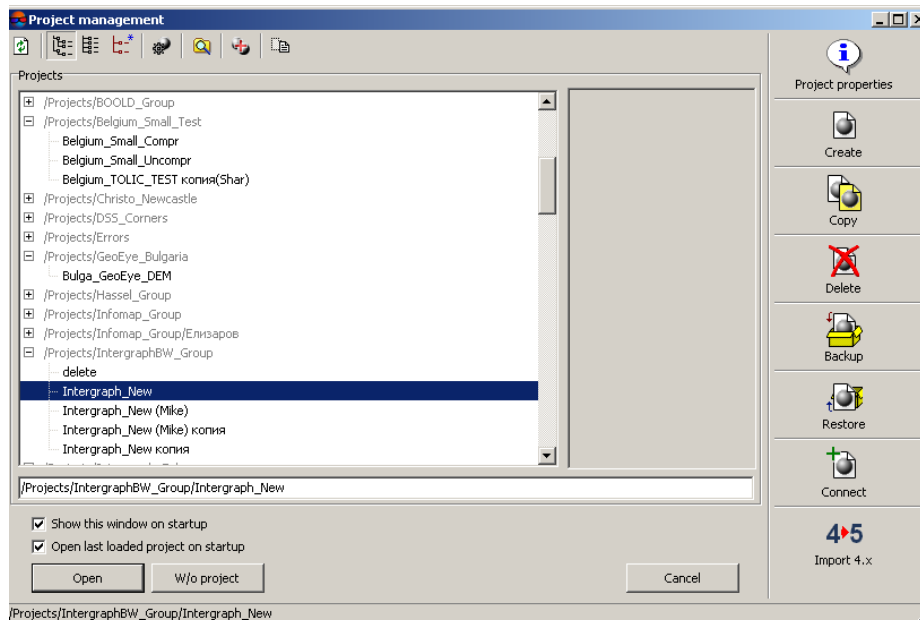 Project management
Projects
/Projects/BOOLD_Group
/Projects/Belgium_Small_Test
Belgium_Small_Compr
Belgium_Small_Uncompr
Belgium_TOLIC_TEST копия(Shar)
/Projects/Christo_Newcastle
/Projects/DSS_Corners
/Projects/Errors
/Projects/GeoEye_Bulgaria
Bulga_GeoEye_DEM
/Projects/Hassel_Group
/Projects/Infomap_Group
/Projects/Infomap_Group/Елизаров
/Projects/IntergraphBW_Group
delete
Intergraph_New
Intergraph_New (Mike)
Intergraph_New (Mike) копия
Intergraph_New копия
/Projects/IntergraphBW_Group/Intergraph_New
Show this window on startup
Open last loaded project on startup
Open
W/o project
Cancel
Project properties
Create
Copy
Delete
Backup
Restore
Connect
4 5
Import 4.x
/Projects/IntergraphBW_Group/Intergraph_New